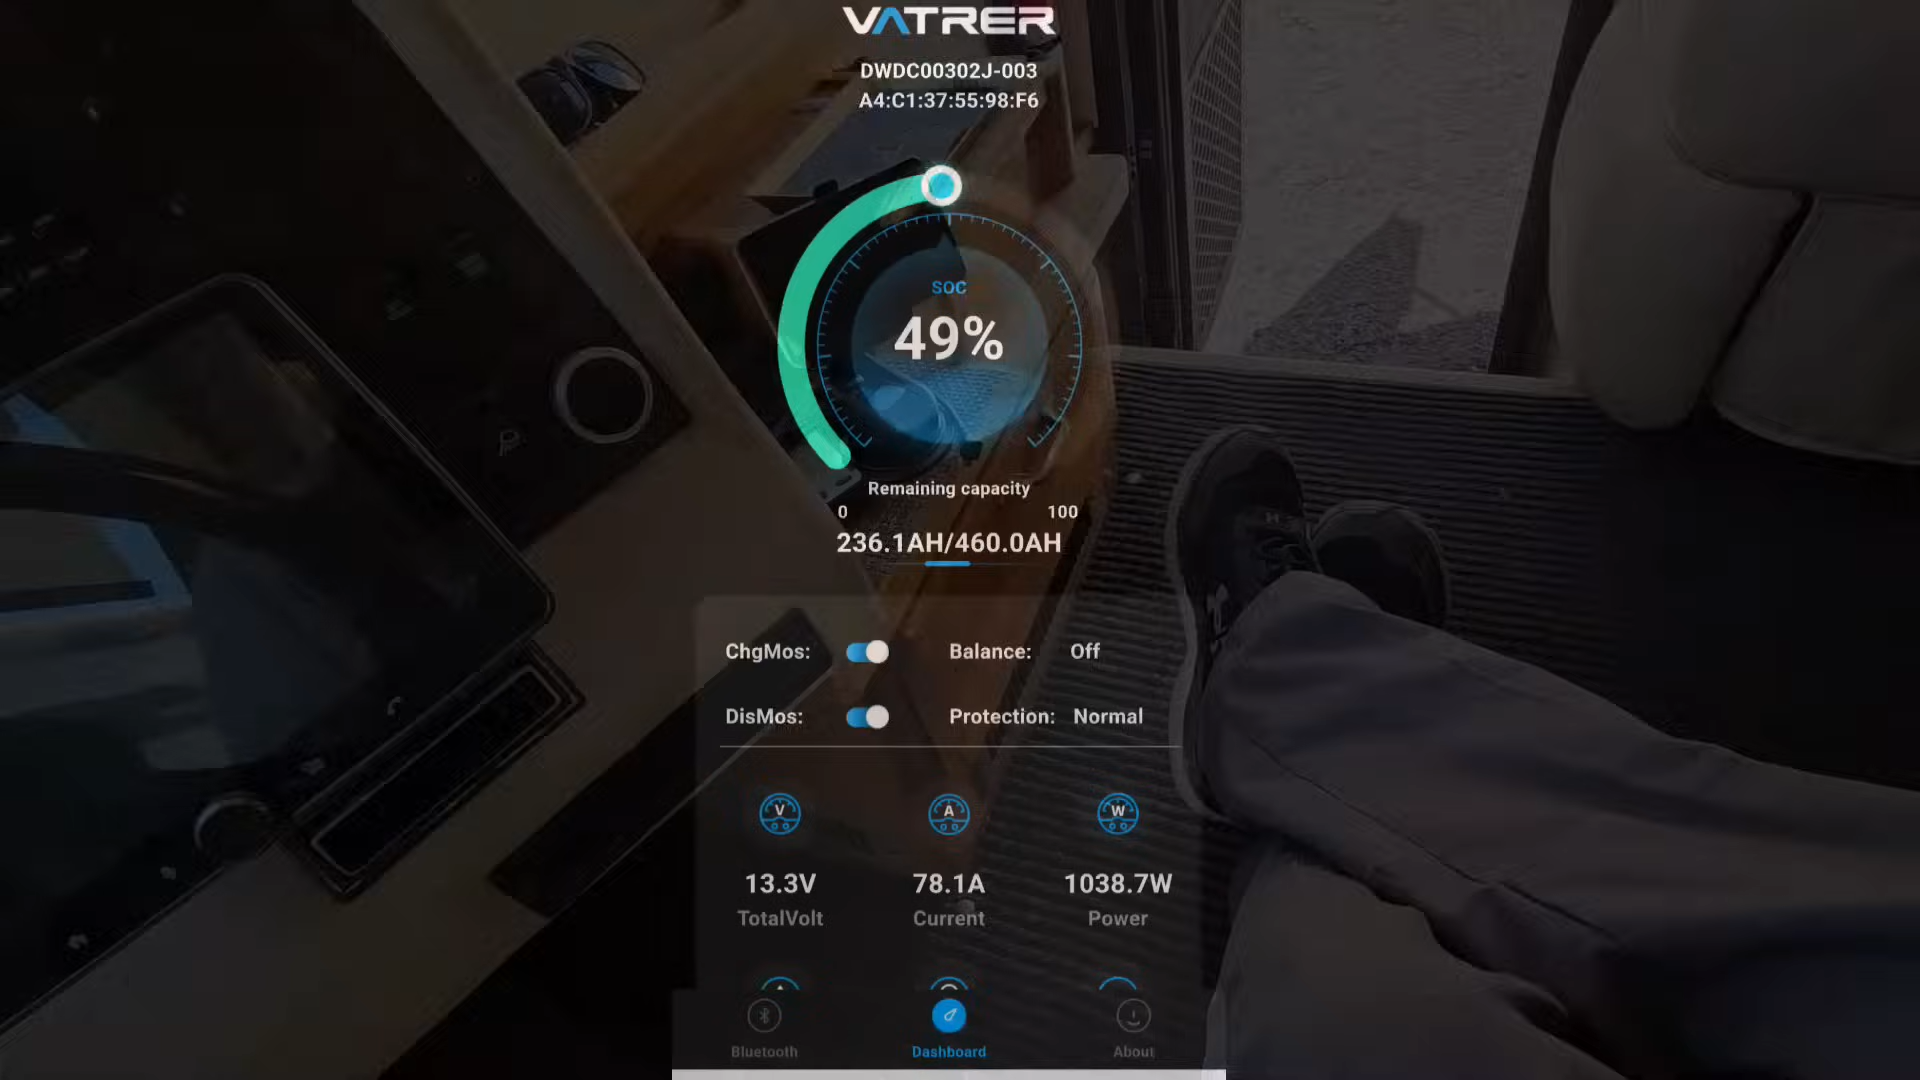 VATRER
DWDC00302J-003
A4:C1:37:55:98:F6
SOC
49%
Remaining capacity
0 100
236.1AH/460.0AH
ChgMos: Balance: Off
DisMos: Protection: Normal
V A W
13.3V 78.1A 1038.7W
TotalVolt Current Power
Bluetooth Dashboard About